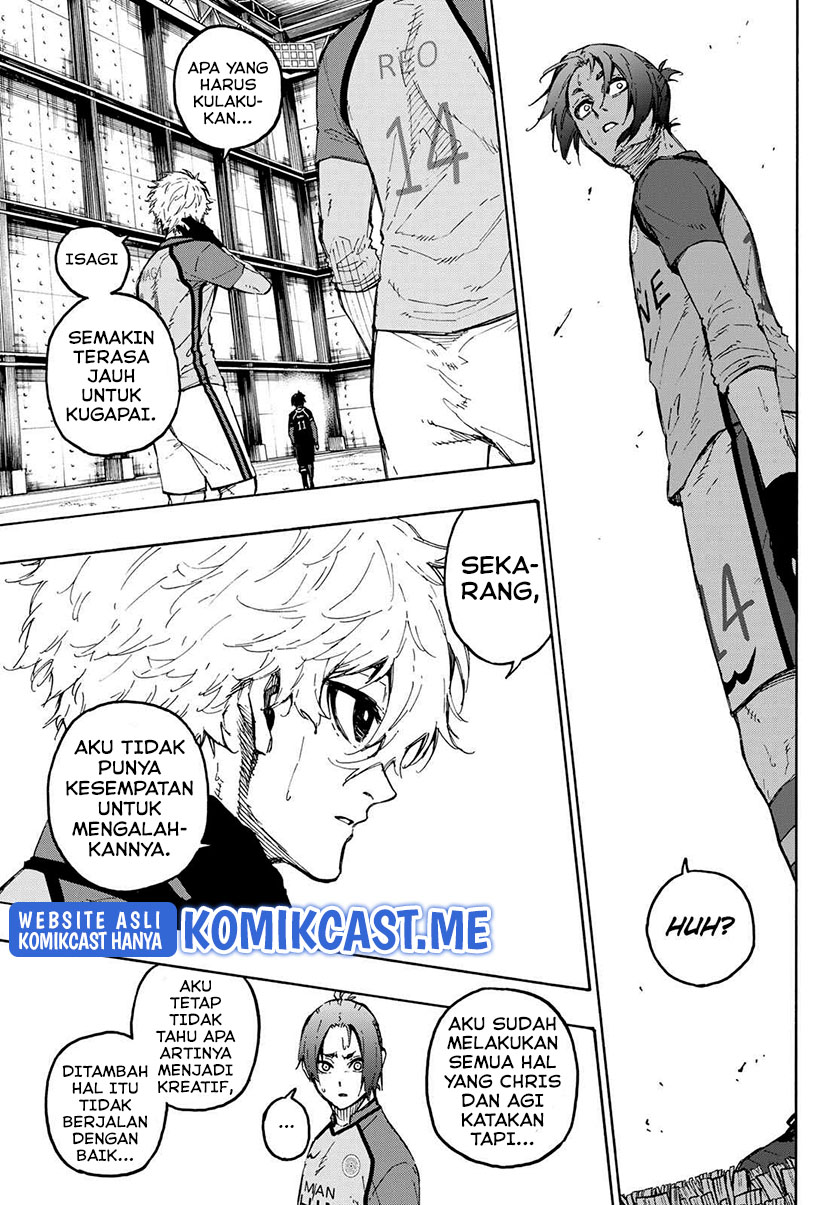 HUH?
REO
14
APA YANG
HARUS
KULAKU-
KAN...
ISAGI
SEMAKIN
TERASA
JAUH
UNTUK
KUGAPAI.
11
14
SEKA-
RANG,
AKU TIDAK
PUNYA
KESEMPATAN
UNTUK
MENGALAH-
KANNYA.
WEBSITE ASLI
KOMIKCAST HANYA
KOMIKCAST.ME
AKU SUDAH
MELAKUKAN
SEMUA HAL
YANG CHRIS
DAN AGI
KATAKAN
TAPI...
...
AKU
TETAP
TIDAK
TAHU APA
ARTINYA
MENJADI
KREATIF,
DITAMBAH
HAL ITU
TIDAK
BERJALAN
DENGAN
BAIK...
MAN